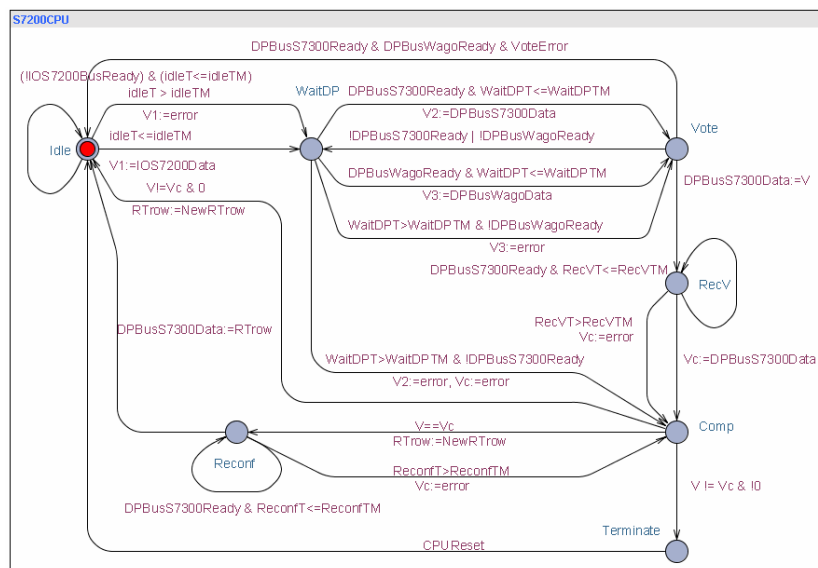 S7200CPU
DPBusS7300Ready & DPBusWagoReady & VoteError
(!IOS7200BusReady) & (idleT<=idleTM)
idleT > idleTM
WaitDP
DPBusS7300Ready & WaitDPT<=WaitDPTM
V1:=error
V2:=DPBusS7300Data
idleT<=idleTM
!DPBusS7300Ready | !DPBusWagoReady
Vote
Idle
V1:=IOS7200Data
DPBusWagoReady & WaitDPT<=WaitDPTM
DPBusS7300Data:=V
V!=Vc & 0
V3:=DPBusWagoData
RTrow:=NewRTrow
WaitDPT>WaitDPTM & !DPBusWagoReady
V3:=error
DPBusS7300Ready & RecVT<=RecVTM
RecV
RecVT>RecVTM
Vc:=error
DPBusS7300Data:=RTrow
WaitDPT>WaitDPTM & !DPBusS7300Ready
Vc:=DPBusS7300Data
V2:=error, Vc:=error
V==Vc
Comp
RTrow:=NewRTrow
Reconf
ReconfT>ReconfTM
Vc:=error
V != Vc & !0
DPBusS7300Ready & ReconfT<=ReconfTM
Terminate
CPUReset